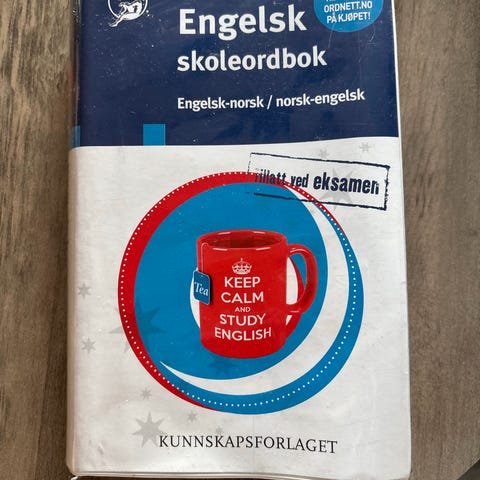 ORDNETT.NO
PÅ KJØPET!
Engelsk
skoleordbok
Engelsk-norsk / norsk-engelsk
Tillatt ved eksamen
Tea
KEEP
CALM
AND
STUDY
ENGLISH
KUNNSKAPSFORLAGET